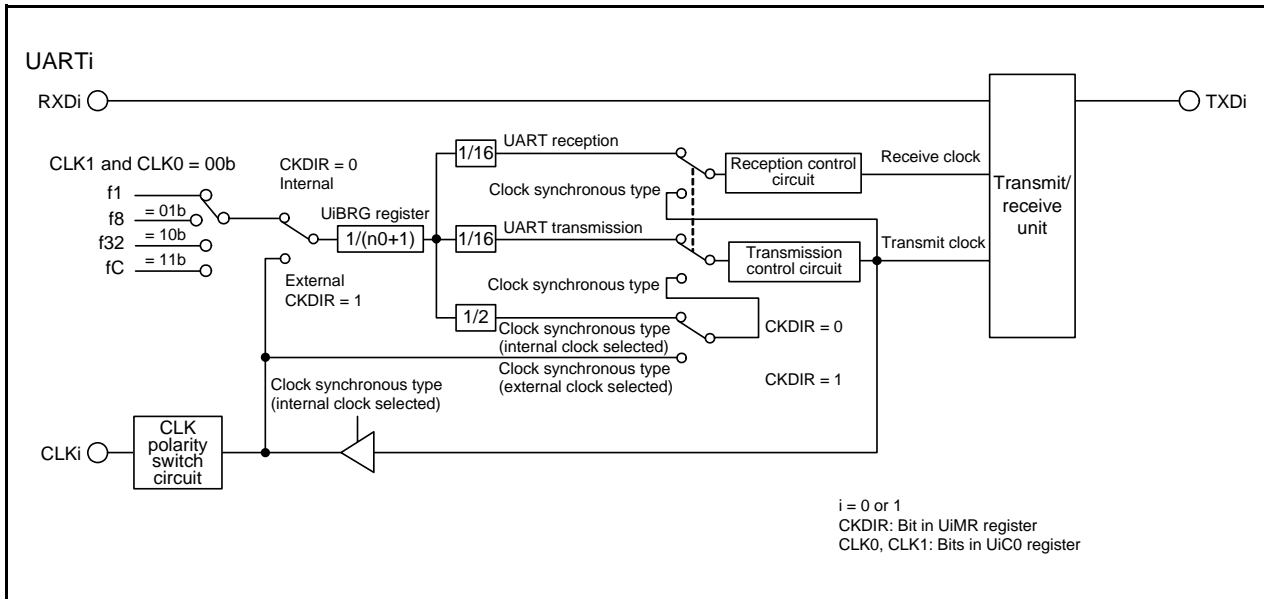 UARTi
RXDi
TXDi
CLK1 and CLK0 = 00b
f1
f8
= 01b
f32
= 10b
fC
= 11b
CKDIR = 0
Internal
UiBRG register
1/(n0+1)
External
CKDIR = 1
1/16
UART reception
Clock synchronous type
1/16
UART transmission
Clock synchronous type
1/2
Clock synchronous type
(internal clock selected)
Clock synchronous type
(external clock selected)
CKDIR = 0
CKDIR = 1
Reception control
circuit
Receive clock
Transmission
control circuit
Transmit clock
Transmit/
receive
unit
Clock synchronous type
(internal clock selected)
CLKi
CLK
polarity
switch
circuit
i = 0 or 1
CKDIR: Bit in UiMR register
CLK0, CLK1: Bits in UiC0 register